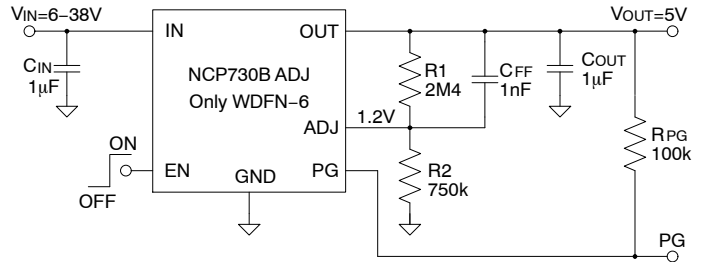 VIN=6–38V
VOUT=5V
IN
OUT
CIN
1µF
NCP730B ADJ
Only WDFN–6
R1
2M4
CFF
1nF
COUT
1µF
1.2V
ADJ
RPG
100k
ON
OFF
EN
GND
PG
R2
750k
PG